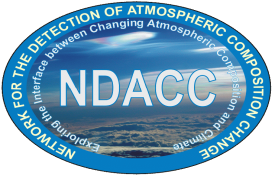 NETWORK FOR THE DETECTION OF ATMOSPHERIC COMPOSITION CHANGE
Exploring the Interface between Changing Atmospheric Composition and Climate
NDACC